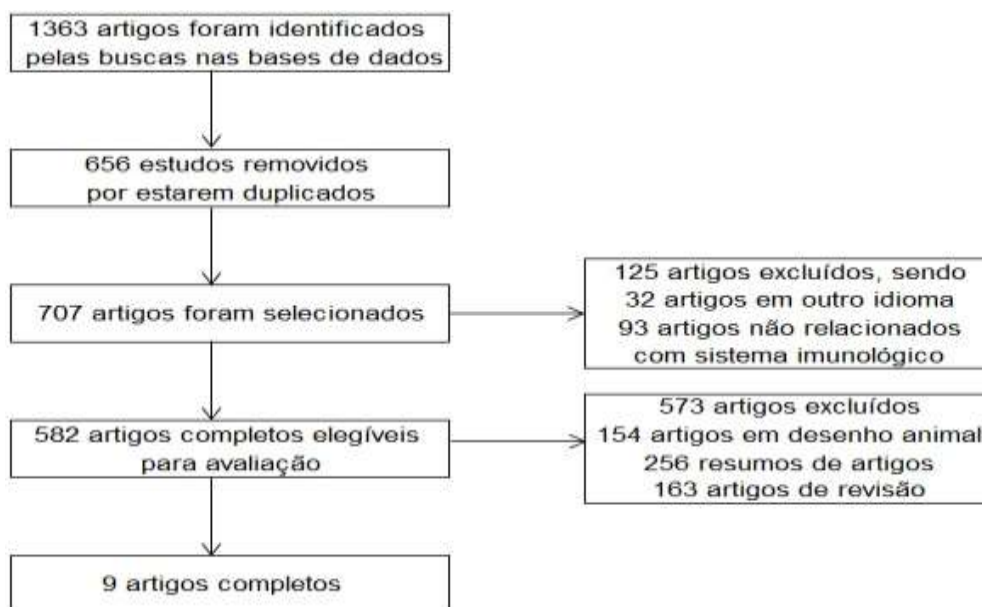 1363 artigos foram identificados
pelas buscas nas bases de dados
656 estudos removidos
por estarem duplicados
707 artigos foram selecionados
125 artigos excluídos, sendo
32 artigos em outro idioma
93 artigos não relacionados
com sistema imunológico
582 artigos completos elegíveis
para avaliação
573 artigos excluídos
154 artigos em desenho animal
256 resumos de artigos
163 artigos de revisão
9 artigos completos